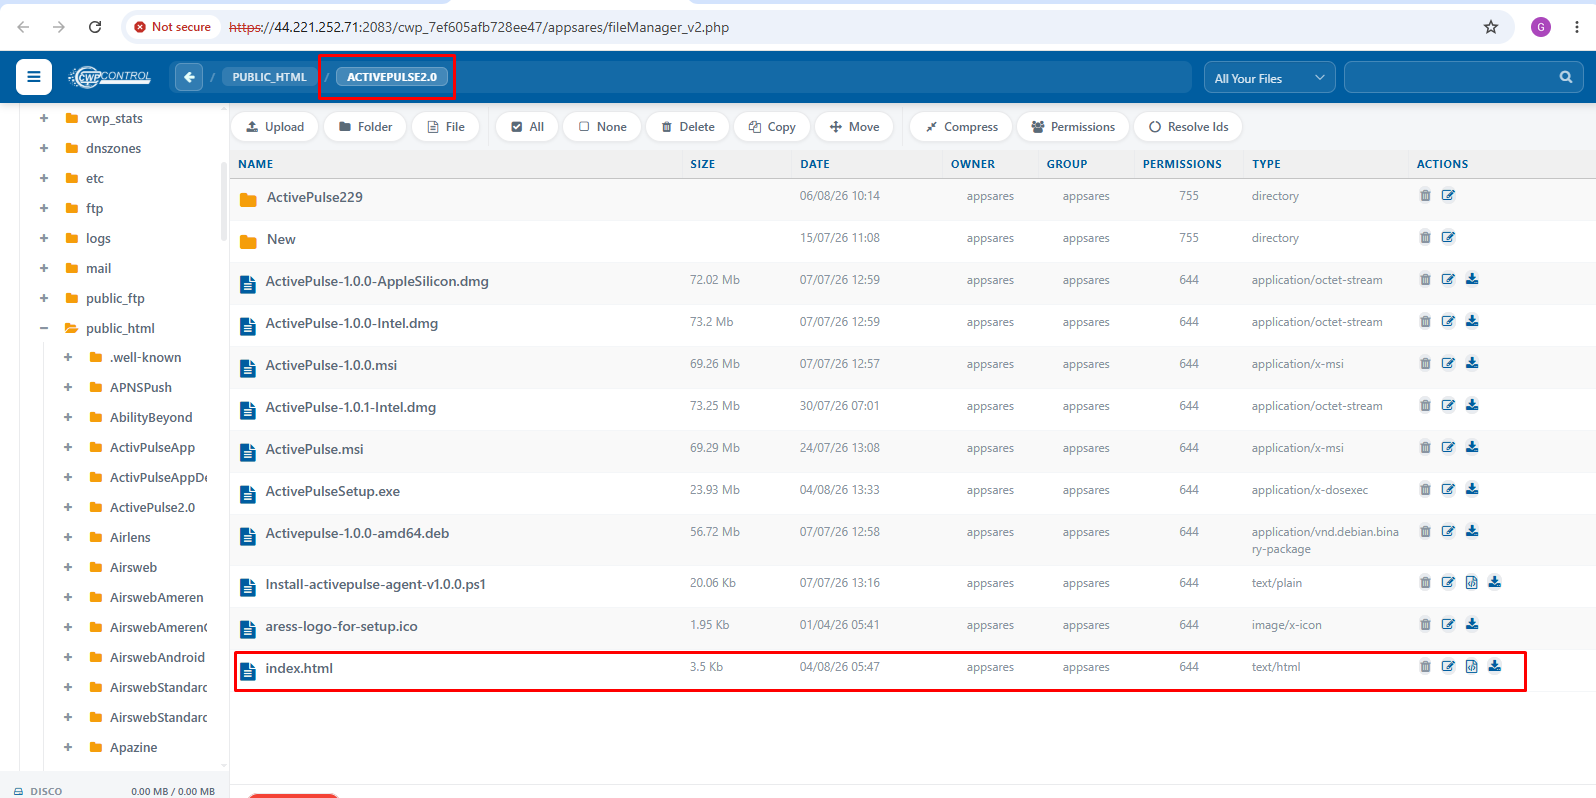 Not secure https://44.221.252.71:2083/cwp_7ef605afb728ee47/appsares/fileManager_v2.php G
CWPCONTROL / PUBLIC_HTML / ACTIVEPULSE2.0 All Your Files
cwp_stats
dnszones
etc
ftp
logs
mail
public_ftp
public_html
.well-known
APNSPush
AbilityBeyond
ActivPulseApp
ActivPulseAppDe
ActivePulse2.0
Airlens
Airsweb
AirswebAmeren
AirswebAmeren
AirswebAndroid
AirswebStandard
AirswebStandard
Apazine
DISCO 0.00 MB / 0.00 MB
Upload Folder File All None Delete Copy Move Compress Permissions Resolve Ids
NAME SIZE DATE OWNER GROUP PERMISSIONS TYPE ACTIONS
ActivePulse229 06/08/26 10:14 appsares appsares 755 directory
New 15/07/26 11:08 appsares appsares 755 directory
ActivePulse-1.0.0-AppleSilicon.dmg 72.02 Mb 07/07/26 12:59 appsares appsares 644 application/octet-stream
ActivePulse-1.0.0-Intel.dmg 73.2 Mb 07/07/26 12:59 appsares appsares 644 application/octet-stream
ActivePulse-1.0.0.msi 69.26 Mb 07/07/26 12:57 appsares appsares 644 application/x-msi
ActivePulse-1.0.1-Intel.dmg 73.25 Mb 30/07/26 07:01 appsares appsares 644 application/octet-stream
ActivePulse.msi 69.29 Mb 24/07/26 13:08 appsares appsares 644 application/x-msi
ActivePulseSetup.exe 23.93 Mb 04/08/26 13:33 appsares appsares 644 application/x-dosexec
Activepulse-1.0.0-amd64.deb 56.72 Mb 07/07/26 12:58 appsares appsares 644 application/vnd.debian.bina
ry-package
Install-activepulse-agent-v1.0.0.ps1 20.06 Kb 07/07/26 13:16 appsares appsares 644 text/plain
aress-logo-for-setup.ico 1.95 Kb 01/04/26 05:41 appsares appsares 644 image/x-icon
index.html 3.5 Kb 04/08/26 05:47 appsares appsares 644 text/html